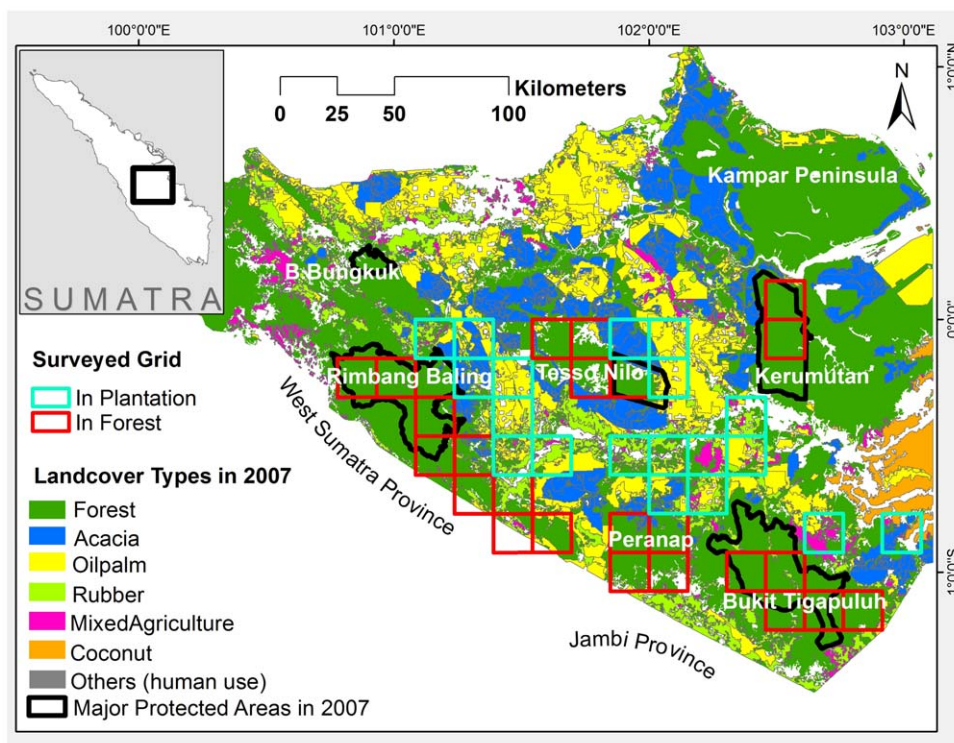 100°0'0"E 101°0'0"E 102°0'0"E 103°0'0"E
1°0'0"N
N
Kilometers
0 25 50 100
Kampar Peninsula
B.Bungkuk
SUMATRA
0°0'0"
Surveyed Grid
In Plantation
In Forest
Rimbang Baling
Tesso Nilo
Kerumutan
West Sumatra Province
Landcover Types in 2007
Forest
Acacia
Oilpalm
Rubber
MixedAgriculture
Coconut
Others (human use)
Major Protected Areas in 2007
Peranap
1°0'0"S
Bukit Tigapuluh
Jambi Province